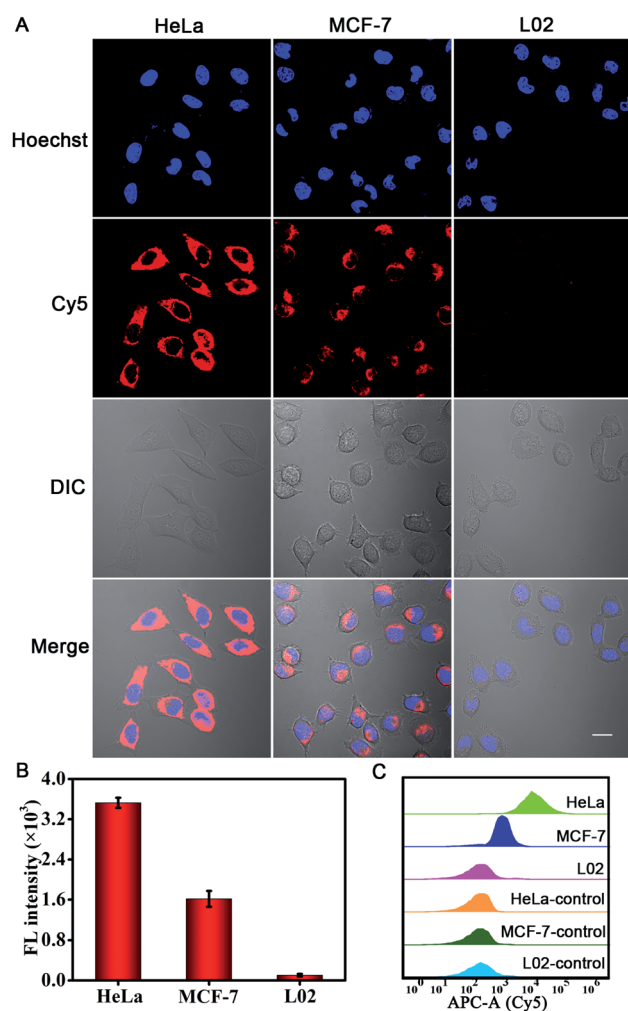 A
HeLa
MCF-7
L02
Hoechst
Cy5
DIC
Merge
B
FL intensity (×10³)
4.0
3.2
1.6
0.8
0.0
HeLa
MCF-7
L02
C
HeLa
MCF-7
L02
HeLa-control
MCF-7-control
L02-control
10⁰ 10¹ 10² 10³ 10⁴ 10⁵ 10⁶
APC-A (Cy5)